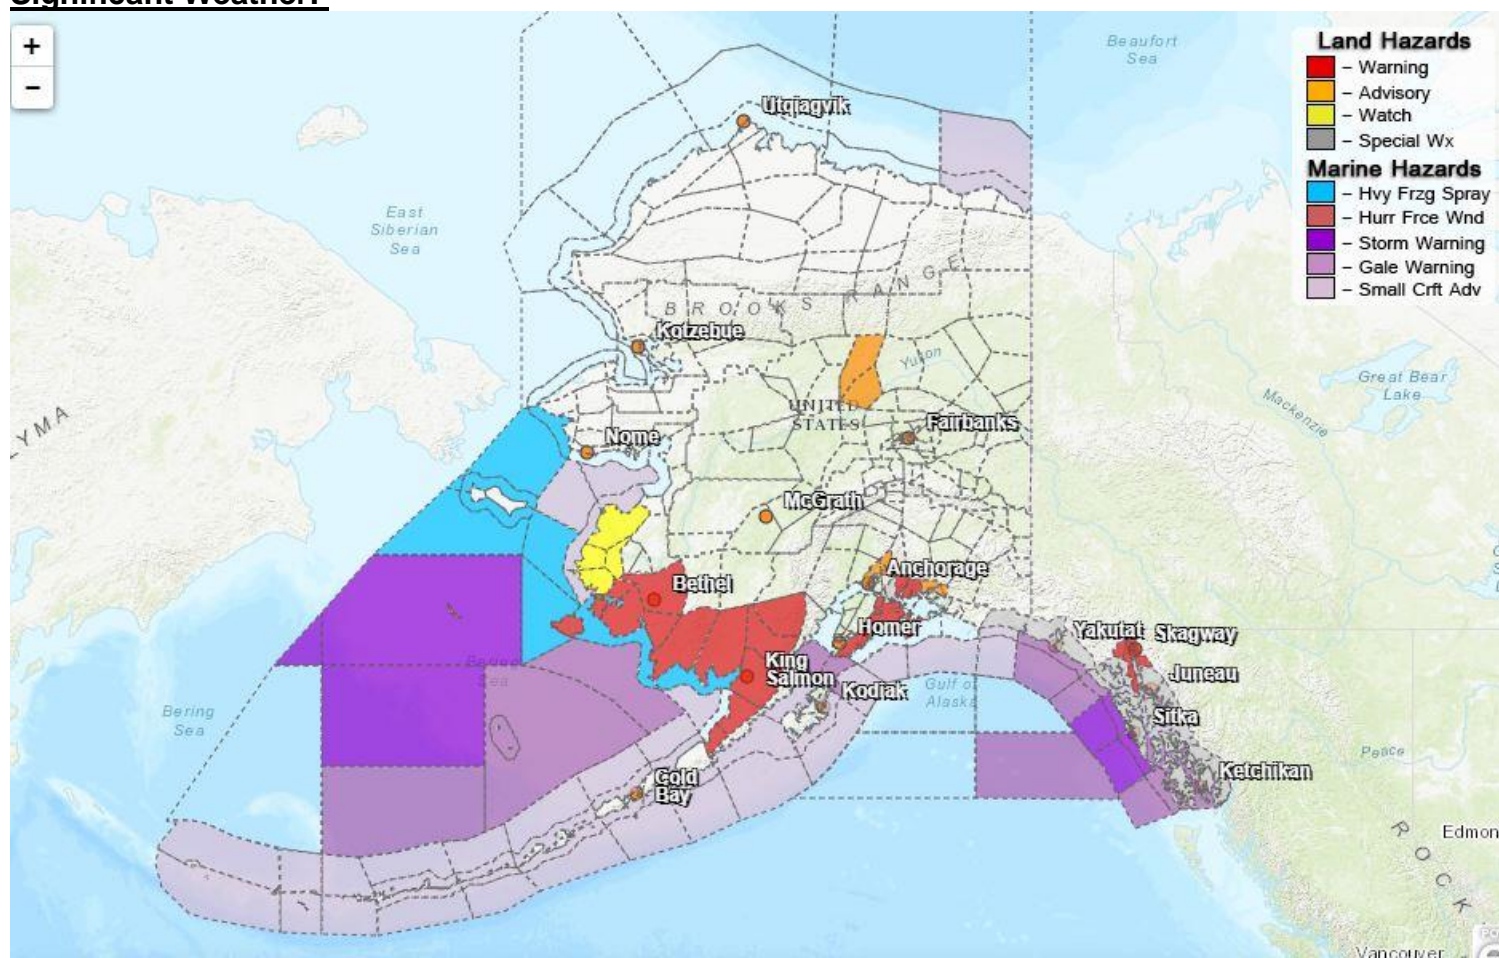 Significant Weather:
+
−
Beaufort
Sea
Land Hazards
– Warning
– Advisory
– Watch
– Special Wx
Marine Hazards
– Hvy Frzg Spray
– Hurr Frce Wnd
– Storm Warning
– Gale Warning
– Small Crft Adv
Utqiagvik
East
Siberian
Sea
BROOKS RANGE
Kotzebue
Yukon
Great Bear
Lake
Mackenzie
LYMA
UNITED
STATES
Fairbanks
Nome
McGrath
Anchorage
Bethel
Homer
Yakutat
Skagway
Juneau
King
Salmon
Kodiak
Gulf of
Alaska
Bering
Sea
Bering
Sea
Sitka
Peace
Ketchikan
Cold
Bay
Edmon
ROCK
Vancouver